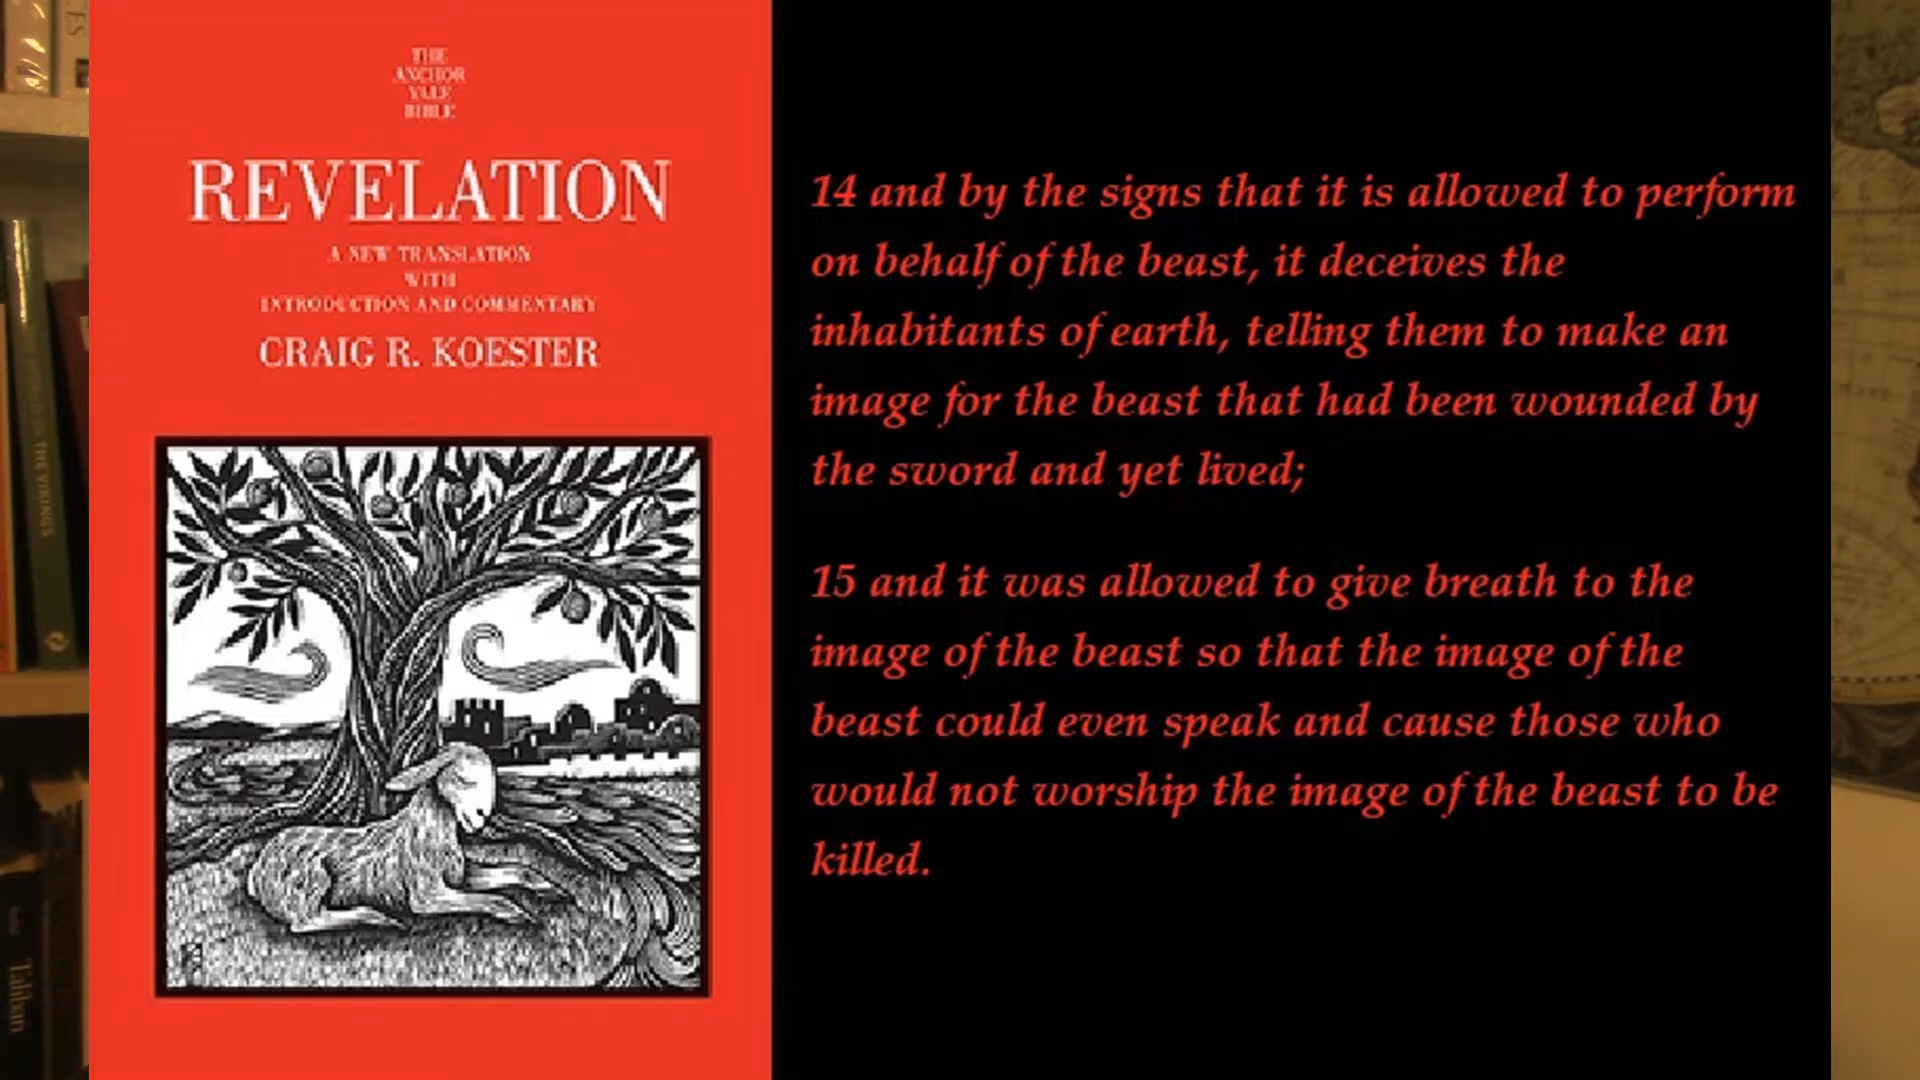 THE
ANCHOR
YALE
BIBLE
REVELATION
A NEW TRANSLATION
WITH
INTRODUCTION AND COMMENTARY
CRAIG R. KOESTER
14 and by the signs that it is allowed to perform
on behalf of the beast, it deceives the
inhabitants of earth, telling them to make an
image for the beast that had been wounded by
the sword and yet lived;
15 and it was allowed to give breath to the
image of the beast so that the image of the
beast could even speak and cause those who
would not worship the image of the beast to be
killed.
THE VIKINGS
Taliban